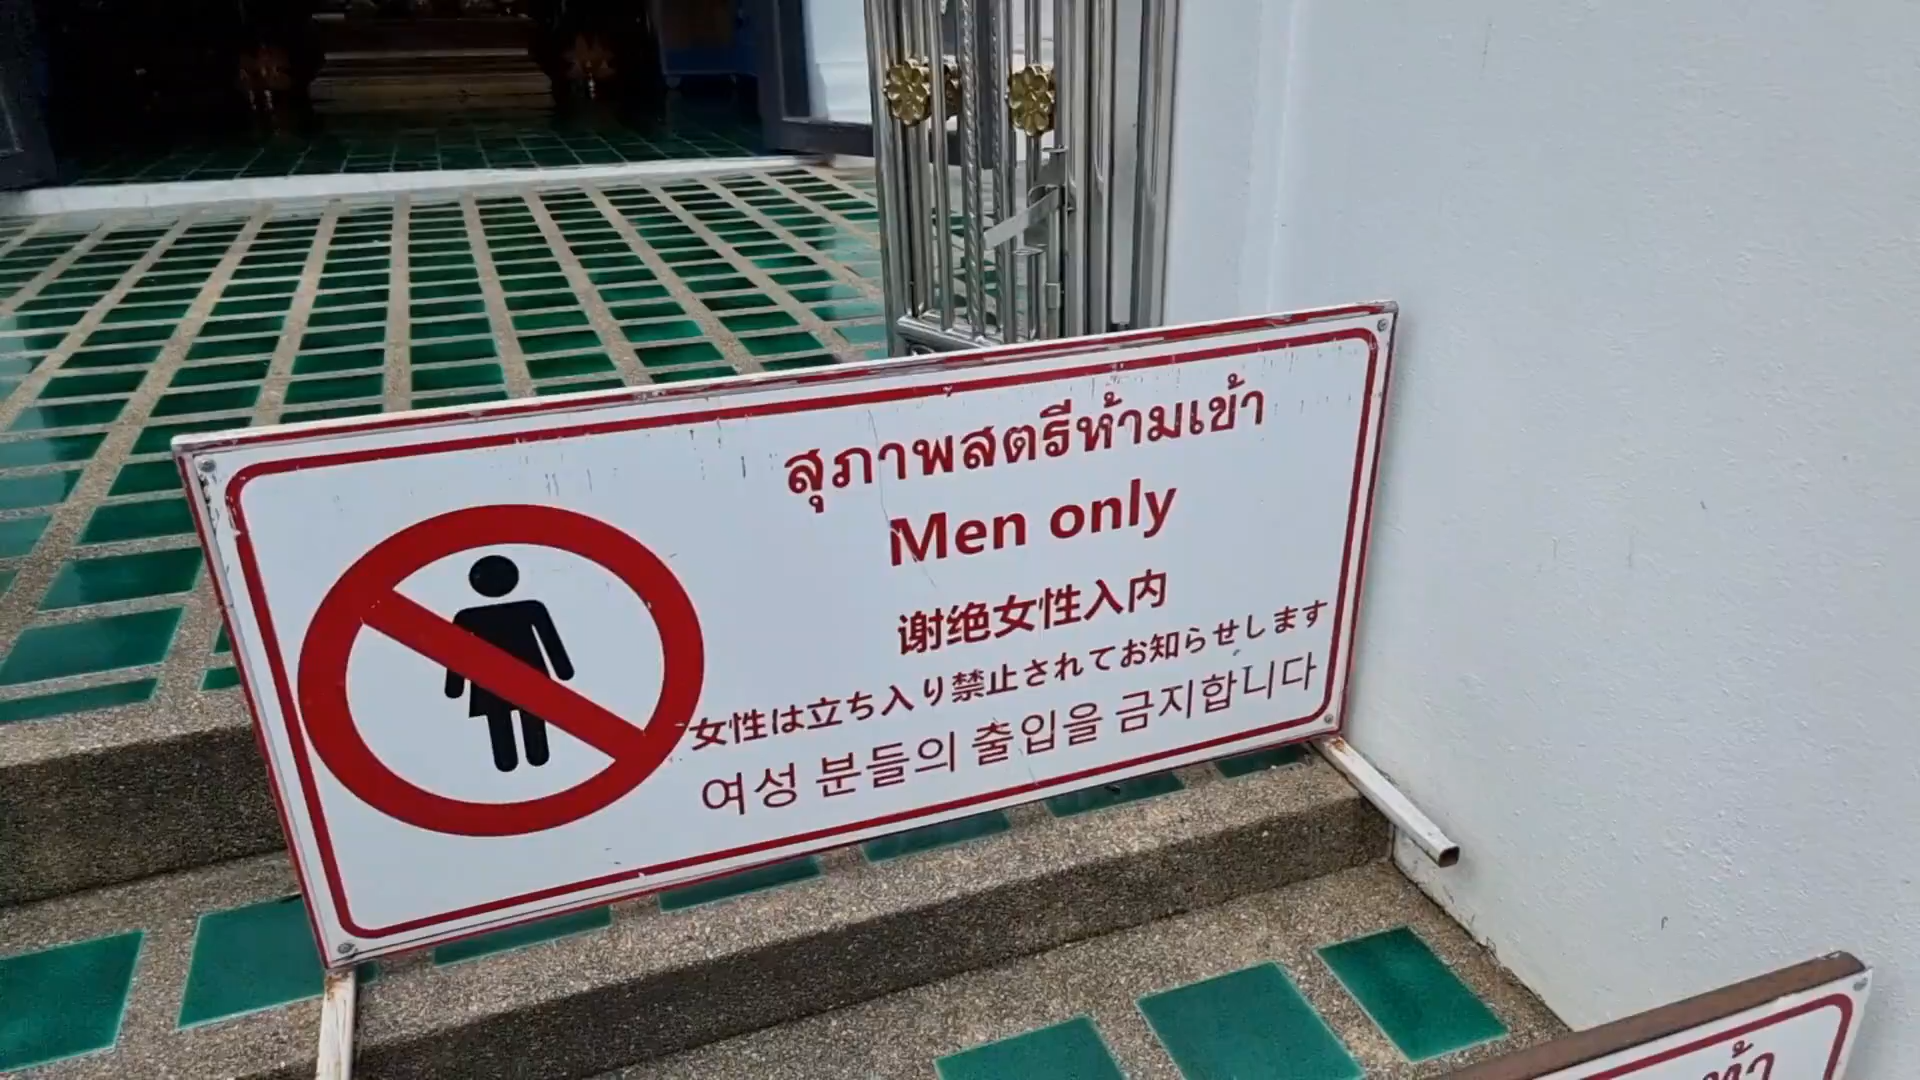 สุภาพสตรีห้ามเข้า
Men only
谢绝女性入内
女性は立ち入り禁止されてお知らせします
여성 분들의 출입을 금지합니다